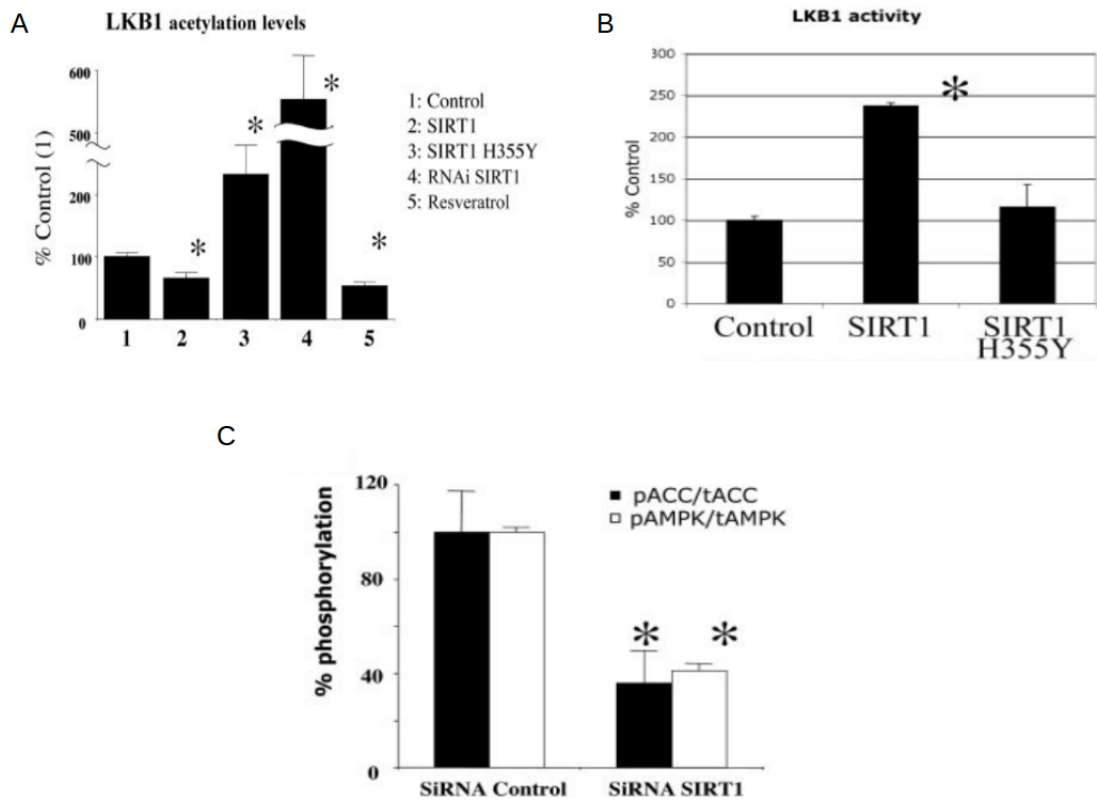 A
LKB1 acetylation levels
% Control (1)
600
500
200
100
0
*
*
*
*
1
2
3
4
5
1: Control
2: SIRT1
3: SIRT1 H355Y
4: RNAi SIRT1
5: Resveratrol
B
LKB1 activity
% Control
300
250
200
150
100
50
0
*
Control
SIRT1
SIRT1
H355Y
C
% phosphorylation
120
80
40
0
pACC/tACC
pAMPK/tAMPK
*
*
SiRNA Control
SiRNA SIRT1